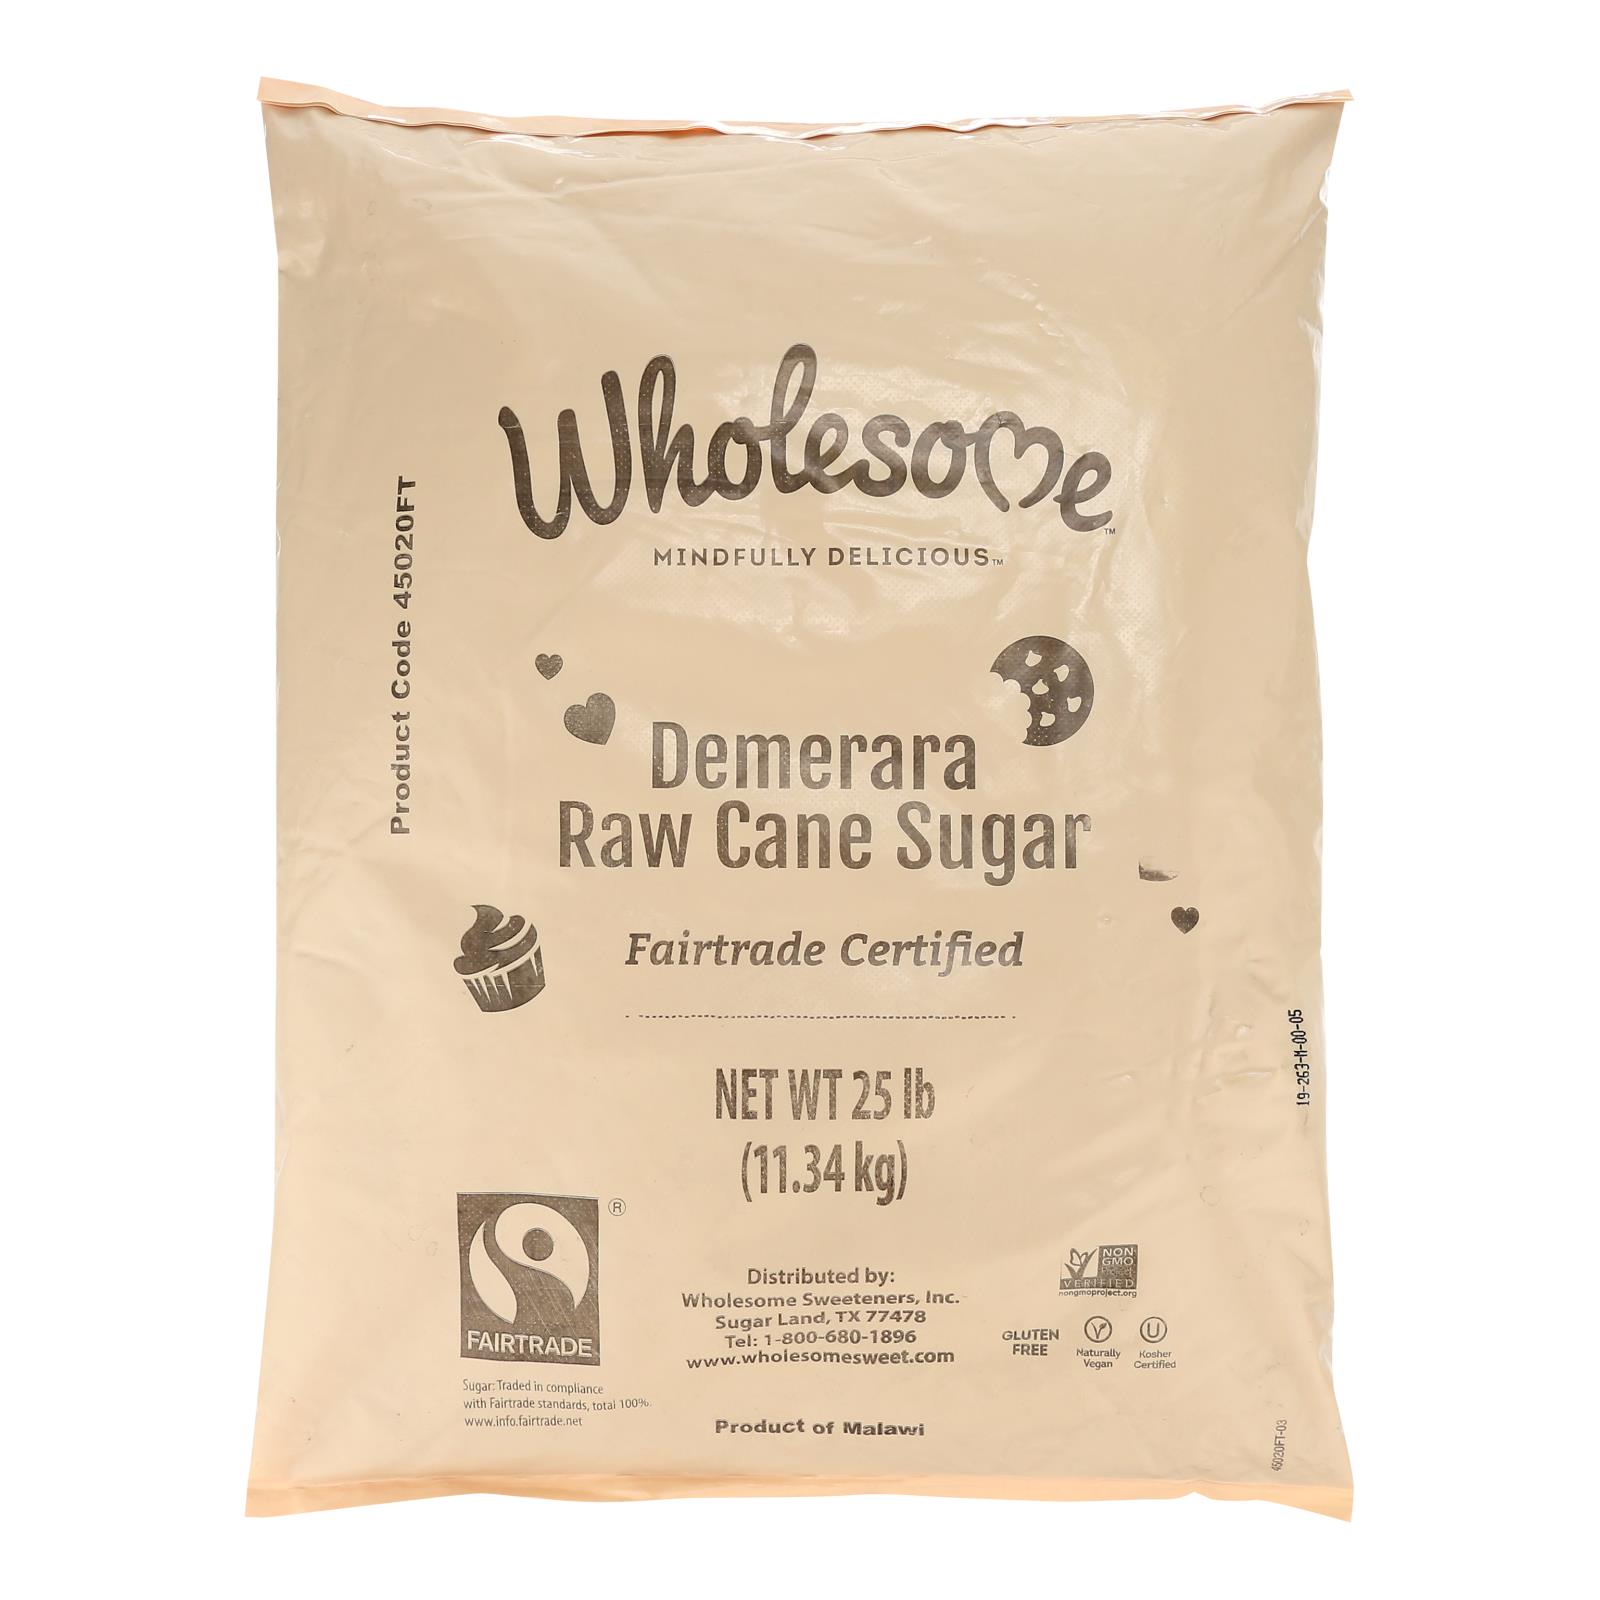 Wholesome™
MINDFULLY DELICIOUS™
Product Code 45020FT
Demerara
Raw Cane Sugar
Fairtrade Certified
NET WT 25 lb
(11.34 kg)
19-263-M-00-05
®
FAIRTRADE
Sugar: Traded in compliance
with Fairtrade standards, total 100%.
www.info.fairtrade.net
Distributed by:
Wholesome Sweeteners, Inc.
Sugar Land, TX 77478
Tel: 1-800-680-1896
www.wholesomesweet.com
Product of Malawi
NON
GMO
Project
VERIFIED
nongmoproject.org
GLUTEN
FREE
V
Naturally
Vegan
U
Kosher
Certified
45020FT-03